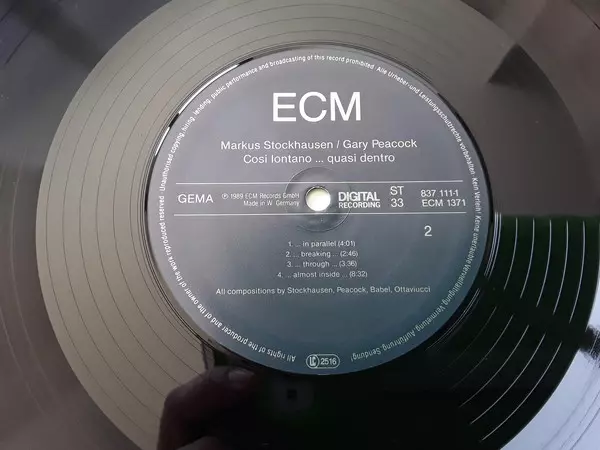 ECM
Markus Stockhausen / Gary Peacock
Cosi lontano ... quasi dentro
GEMA
℗ 1989 ECM Records GmbH
Made in W. Germany
DIGITAL
RECORDING
ST
33
837 111-1
ECM 1371
2
1. ... in parallel (4:01)
2. ... breaking ... (2:46)
3. ... through ... (3:36)
4. ... almost inside ... (8:32)
All compositions by Stockhausen, Peacock, Babel, Ottaviucci
LC 2516
All rights of the producer and of the owner of the work reproduced reserved · Unauthorised copying, hiring, lending, public performance and broadcasting of this record prohibited · Alle Urheber- und Leistungsschutzrechte vorbehalten. Kein Verleih! Keine unerlaubte Vervielfältigung, Vermietung, Aufführung, Sendung!